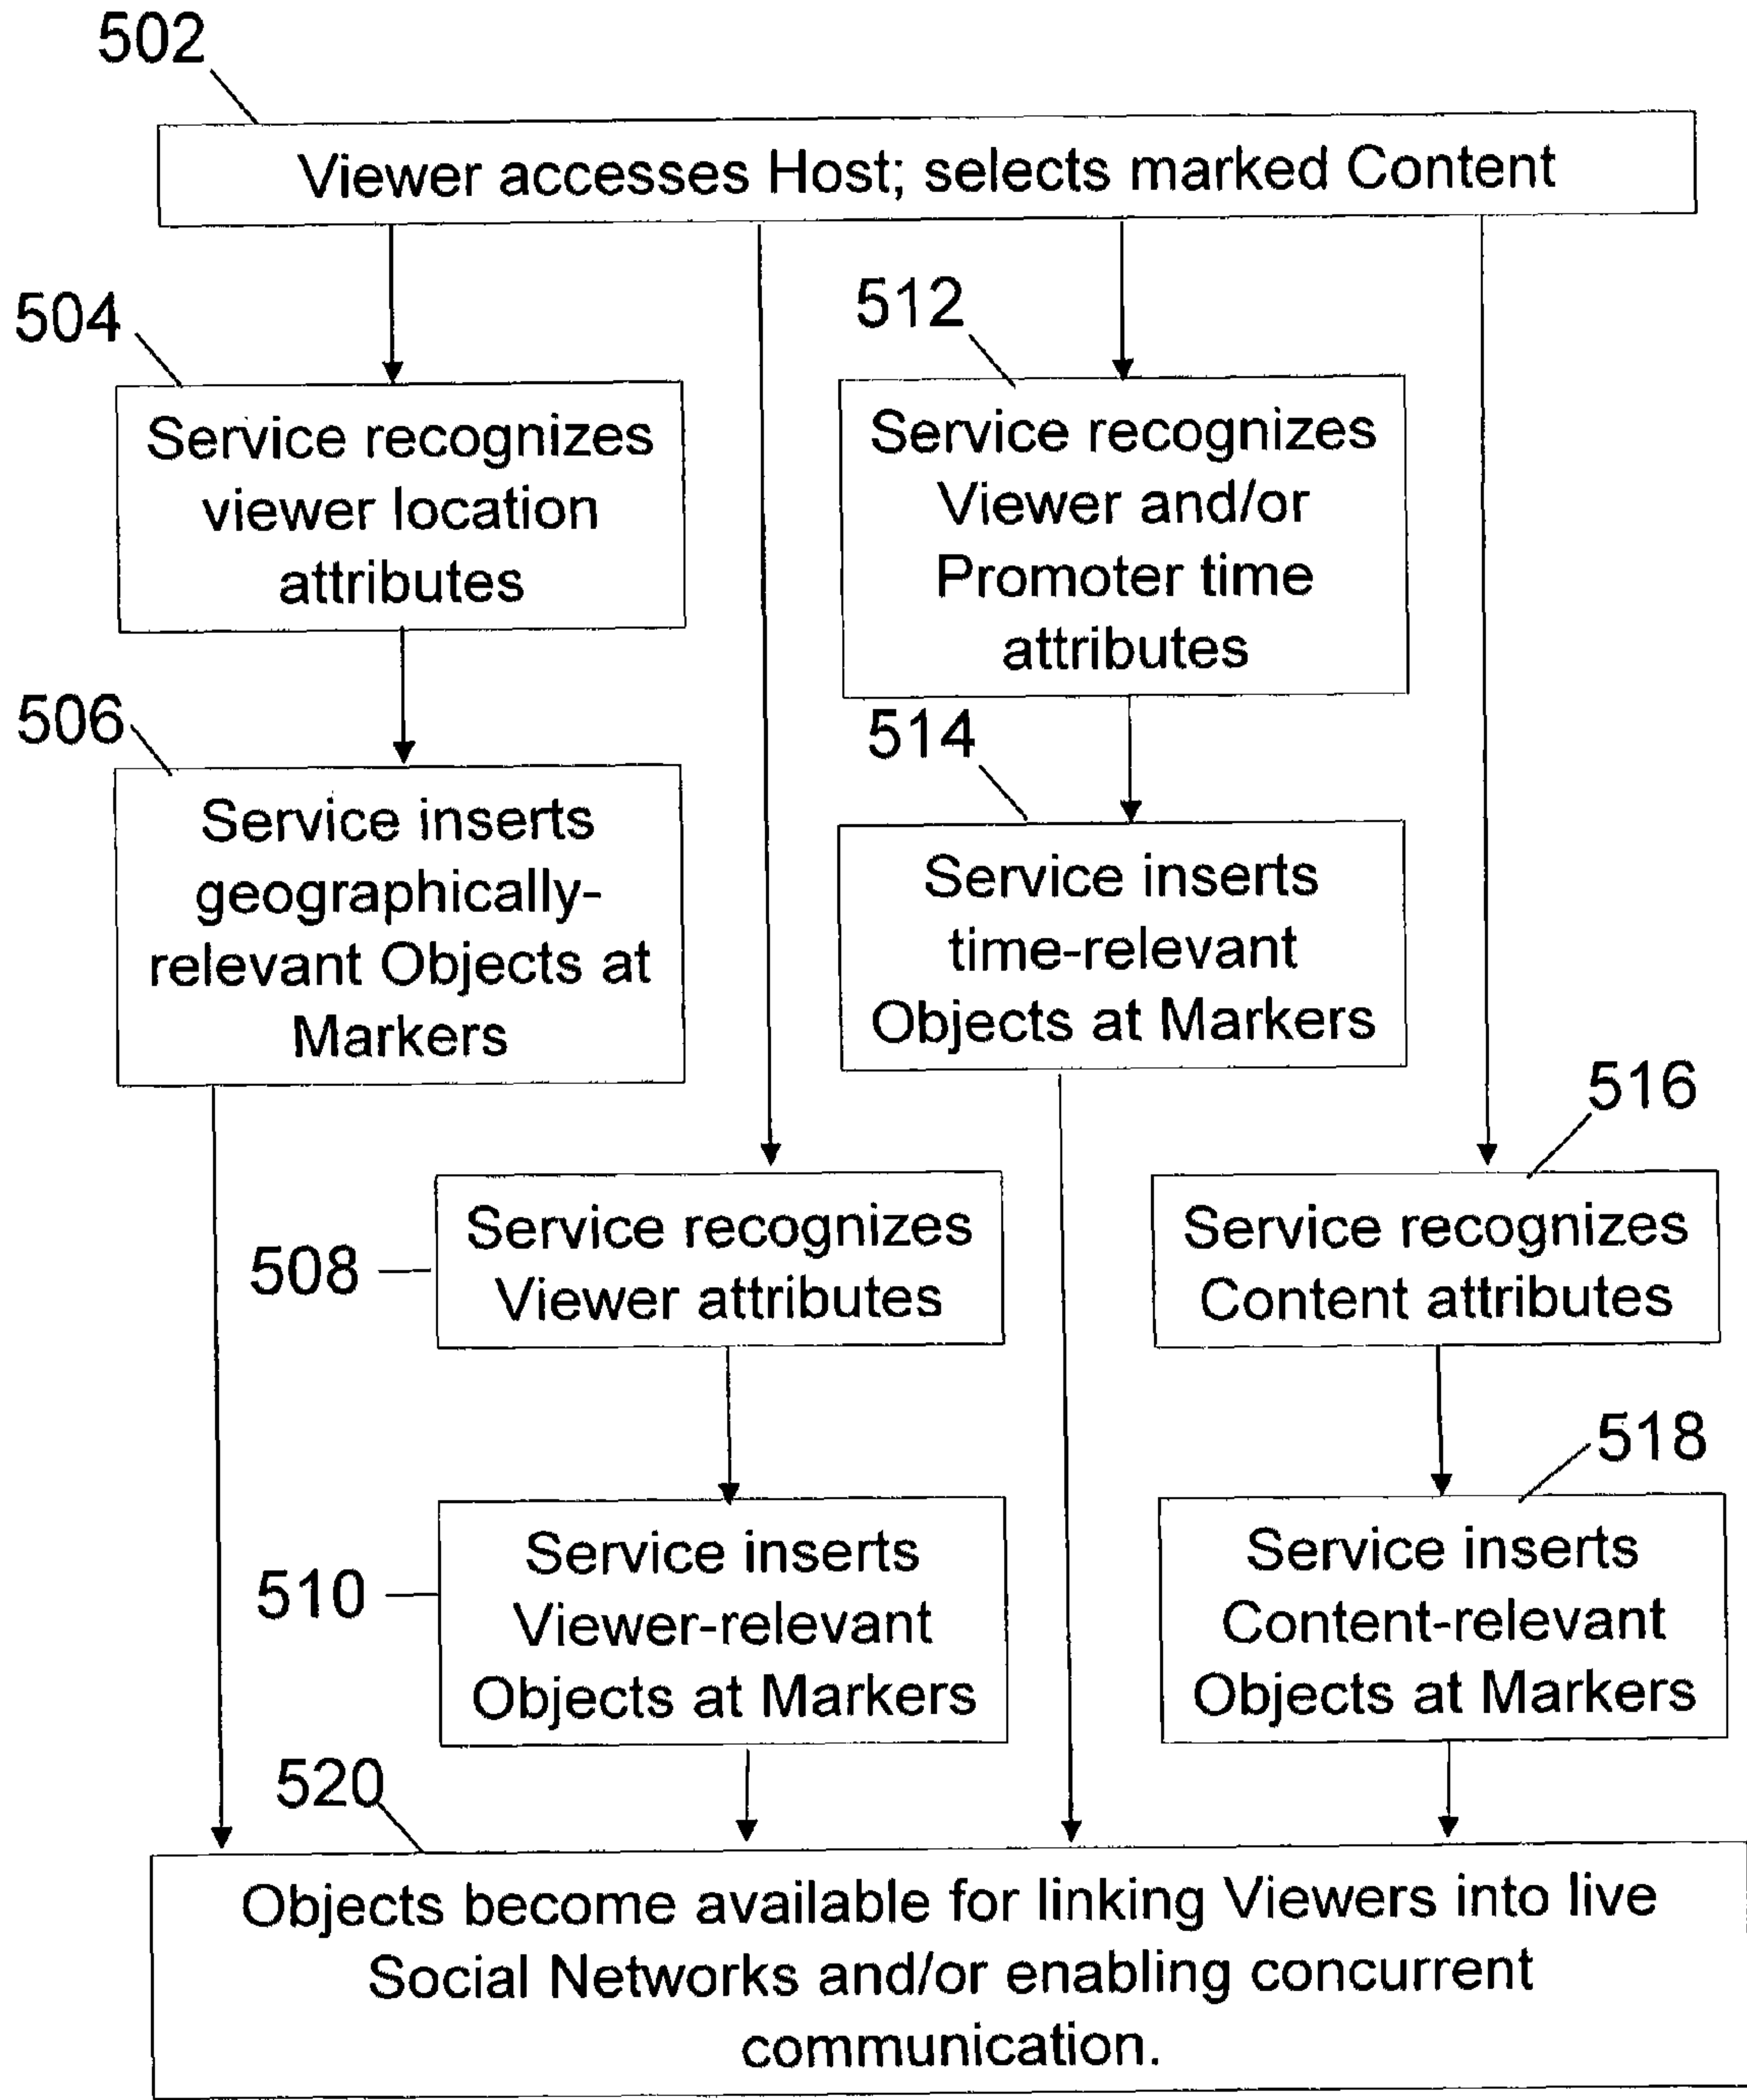 502
Viewer accesses Host; selects marked Content
504
Service recognizes
viewer location
attributes
512
Service recognizes
Viewer and/or
Promoter time
attributes
506
Service inserts
geographically-
relevant Objects at
Markers
514
Service inserts
time-relevant
Objects at Markers
508
Service recognizes
Viewer attributes
516
Service recognizes
Content attributes
510
Service inserts
Viewer-relevant
Objects at Markers
518
Service inserts
Content-relevant
Objects at Markers
520
Objects become available for linking Viewers into live
Social Networks and/or enabling concurrent
communication.